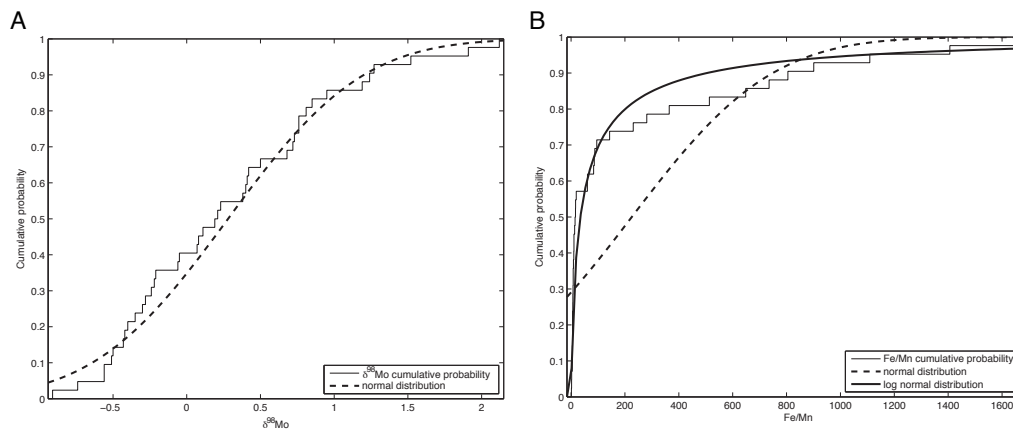 A
1
0.9
0.8
0.7
0.6
0.5
0.4
0.3
0.2
0.1
0
Cumulative probability
−0.5 0 0.5 1 1.5 2
δ98Mo
δ98Mo cumulative probability
normal distribution
B
1
0.9
0.8
0.7
0.6
0.5
0.4
0.3
0.2
0.1
0
Cumulative probability
0 200 400 600 800 1000 1200 1400 1600
Fe/Mn
Fe/Mn cumulative probability
normal distribution
log normal distribution